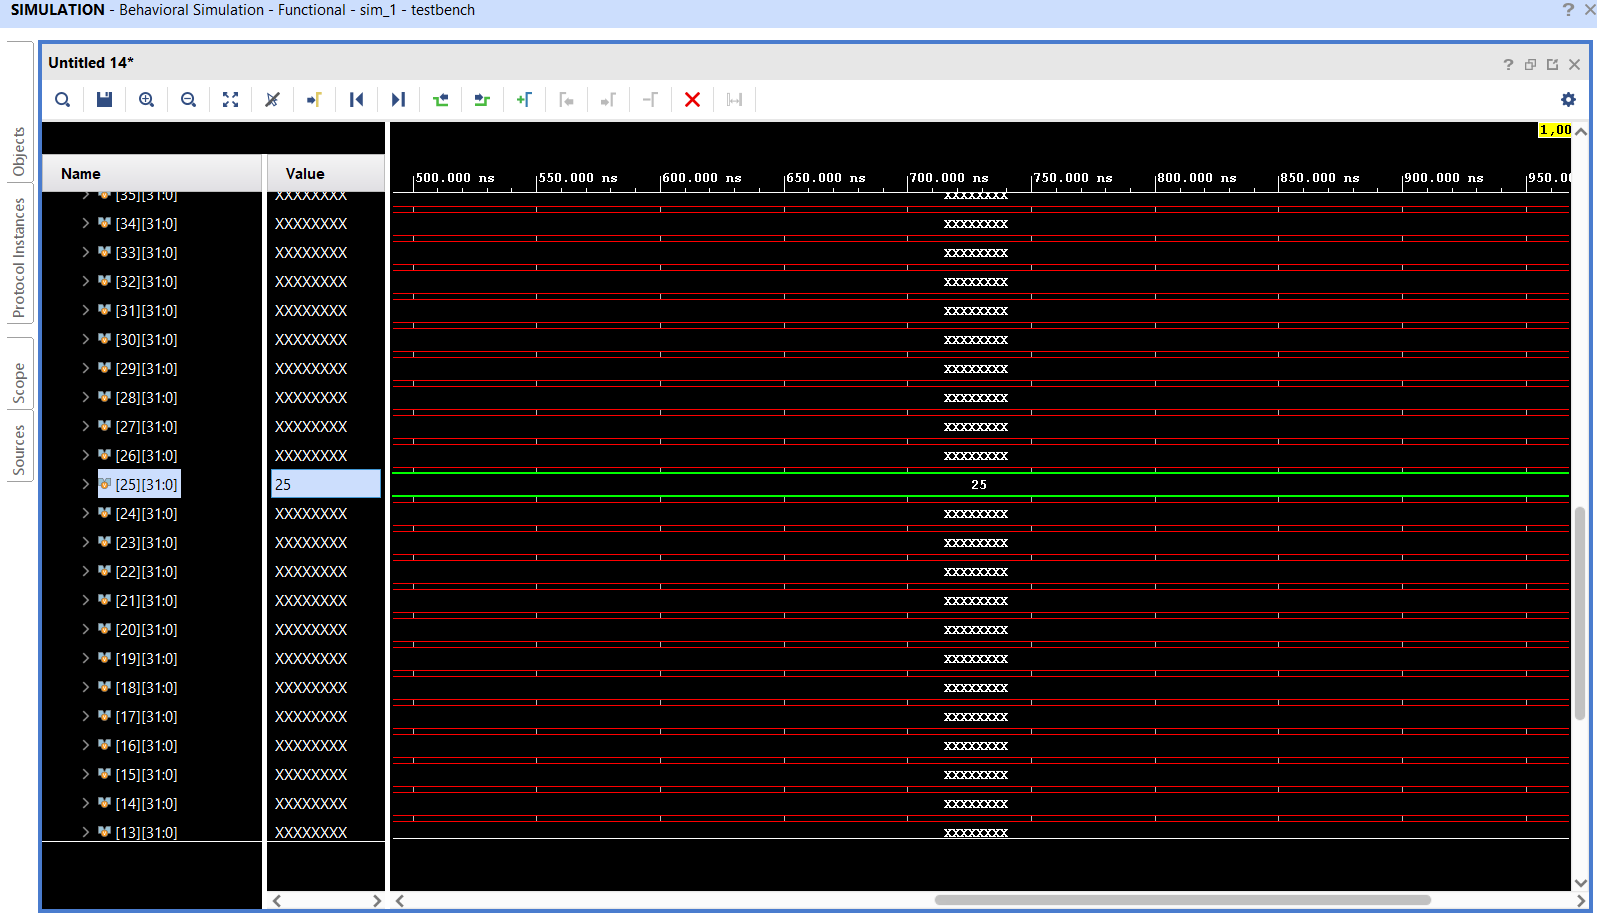 SIMULATION - Behavioral Simulation - Functional - sim_1 - testbench
Untitled 14*
Objects
Protocol Instances
Scope
Sources
1,00
Name Value
500.000 ns 550.000 ns 600.000 ns 650.000 ns 700.000 ns 750.000 ns 800.000 ns 850.000 ns 900.000 ns 950.0
[35][31:0] XXXXXXXX XXXXXXXX
[34][31:0] XXXXXXXX XXXXXXXX
[33][31:0] XXXXXXXX XXXXXXXX
[32][31:0] XXXXXXXX XXXXXXXX
[31][31:0] XXXXXXXX XXXXXXXX
[30][31:0] XXXXXXXX XXXXXXXX
[29][31:0] XXXXXXXX XXXXXXXX
[28][31:0] XXXXXXXX XXXXXXXX
[27][31:0] XXXXXXXX XXXXXXXX
[26][31:0] XXXXXXXX XXXXXXXX
[25][31:0] 25 25
[24][31:0] XXXXXXXX XXXXXXXX
[23][31:0] XXXXXXXX XXXXXXXX
[22][31:0] XXXXXXXX XXXXXXXX
[21][31:0] XXXXXXXX XXXXXXXX
[20][31:0] XXXXXXXX XXXXXXXX
[19][31:0] XXXXXXXX XXXXXXXX
[18][31:0] XXXXXXXX XXXXXXXX
[17][31:0] XXXXXXXX XXXXXXXX
[16][31:0] XXXXXXXX XXXXXXXX
[15][31:0] XXXXXXXX XXXXXXXX
[14][31:0] XXXXXXXX XXXXXXXX
[13][31:0] XXXXXXXX XXXXXXXX